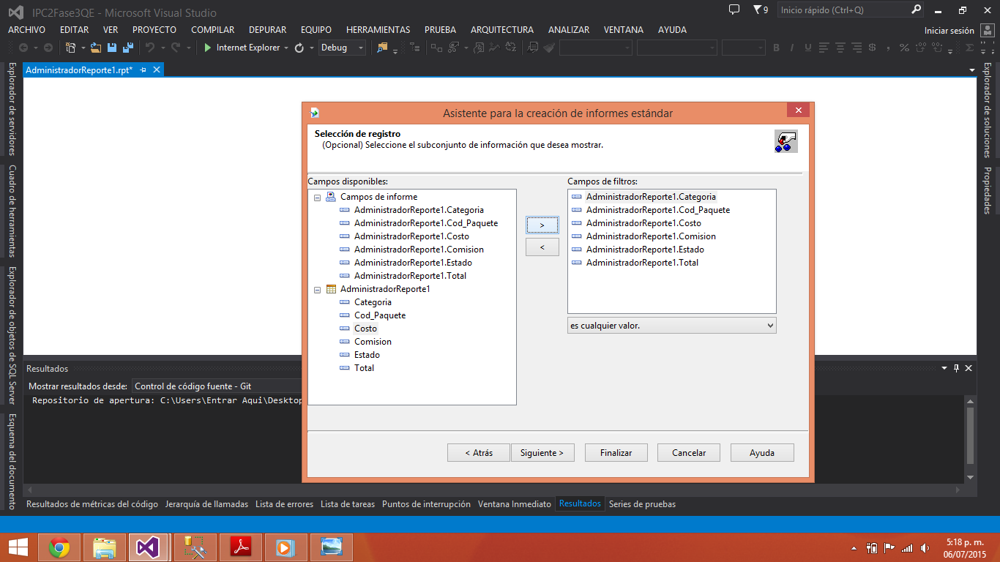 IPC2Fase3QE - Microsoft Visual Studio
9
Inicio rápido (Ctrl+Q)
ARCHIVO EDITAR VER PROYECTO COMPILAR DEPURAR EQUIPO HERRAMIENTAS PRUEBA ARQUITECTURA ANALIZAR VENTANA AYUDA
Iniciar sesión
Internet Explorer
Debug
Explorador de servidores
Cuadro de herramientas
Explorador de objetos de SQL Server
Esquema del documento
AdministradorReporte1.rpt*
Explorador de soluciones
Propiedades
Asistente para la creación de informes estándar
Selección de registro
(Opcional) Seleccione el subconjunto de información que desea mostrar.
Campos disponibles:
Campos de informe
AdministradorReporte1.Categoria
AdministradorReporte1.Cod_Paquete
AdministradorReporte1.Costo
AdministradorReporte1.Comision
AdministradorReporte1.Estado
AdministradorReporte1.Total
AdministradorReporte1
Categoria
Cod_Paquete
Costo
Comision
Estado
Total
>
<
Campos de filtros:
AdministradorReporte1.Categoria
AdministradorReporte1.Cod_Paquete
AdministradorReporte1.Costo
AdministradorReporte1.Comision
AdministradorReporte1.Estado
AdministradorReporte1.Total
es cualquier valor.
< Atrás
Siguiente >
Finalizar
Cancelar
Ayuda
Resultados
Mostrar resultados desde: Control de código fuente - Git
Repositorio de apertura: C:\Users\Entrar Aqui\Desktop
Resultados de métricas del código Jerarquía de llamadas Lista de errores Lista de tareas Puntos de interrupción Ventana Inmediato Resultados Series de pruebas
5:18 p. m.
06/07/2015